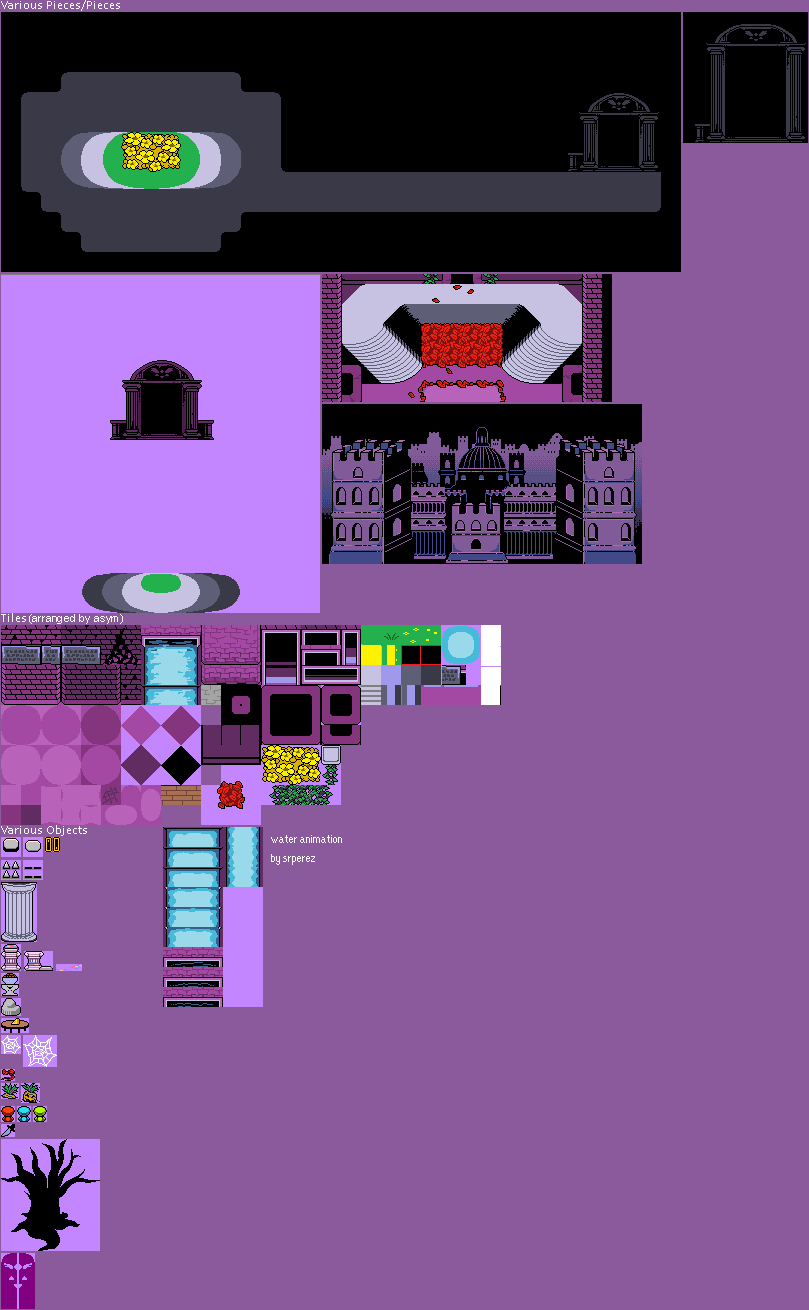 Various Pieces/Pieces
Tiles (arranged by asym)
Various Objects
water animation
by srperez